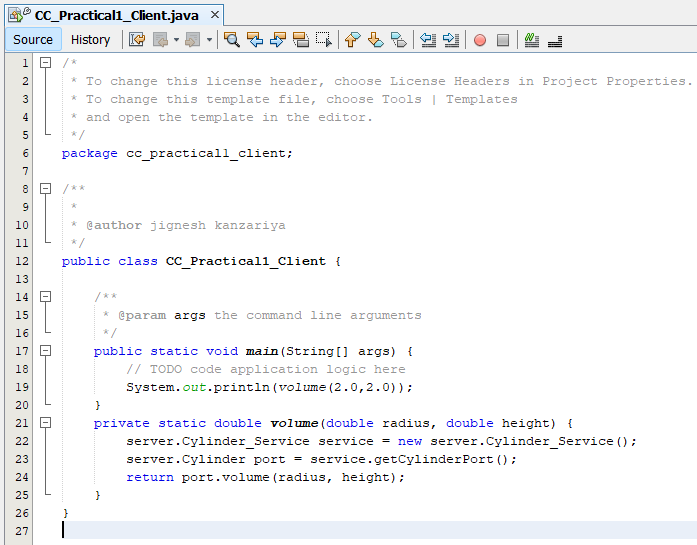 CC_Practical1_Client.java
Source History
1 /*
2 * To change this license header, choose License Headers in Project Properties.
3 * To change this template file, choose Tools | Templates
4 * and open the template in the editor.
5 */
6 package cc_practical1_client;
7
8 /**
9 *
10 * @author jignesh kanzariya
11 */
12 public class CC_Practical1_Client {
13
14 /**
15 * @param args the command line arguments
16 */
17 public static void main(String[] args) {
18 // TODO code application logic here
19 System.out.println(volume(2.0,2.0));
20 }
21 private static double volume(double radius, double height) {
22 server.Cylinder_Service service = new server.Cylinder_Service();
23 server.Cylinder port = service.getCylinderPort();
24 return port.volume(radius, height);
25 }
26 }
27